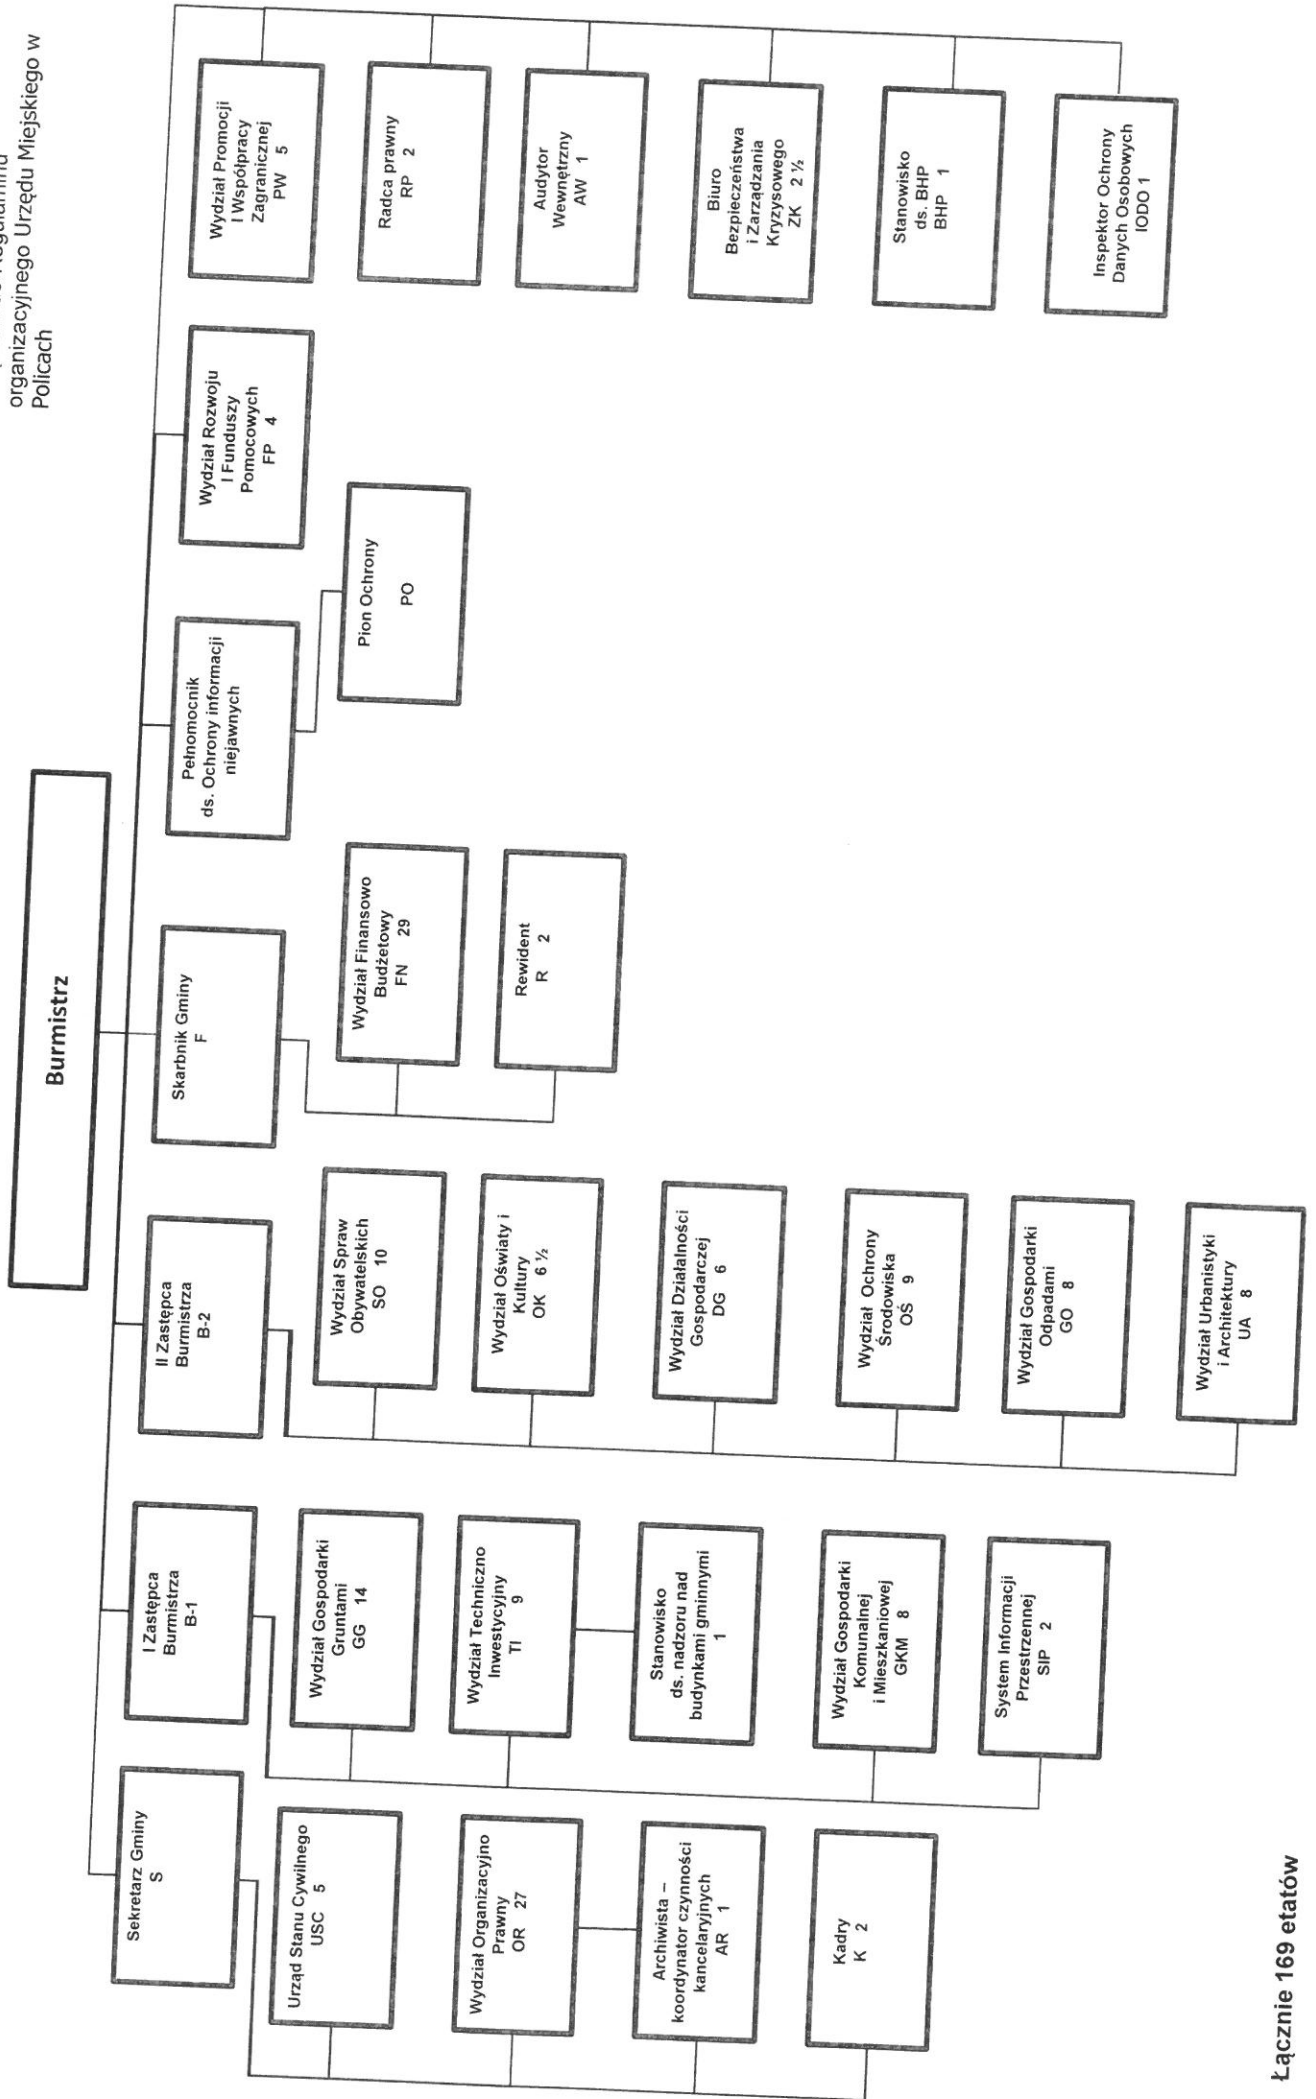 organizacyjnego Urzędu Miejskiego w
Policach
Burmistrz
Sekretarz Gminy
S
I Zastępca
Burmistrza
B-1
II Zastępca
Burmistrza
B-2
Skarbnik Gminy
F
Pełnomocnik
ds. Ochrony informacji
niejawnych
Wydział Rozwoju
I Funduszy
Pomocowych
FP 4
Wydział Promocji
I Współpracy
Zagranicznej
PW 5
Urząd Stanu Cywilnego
USC 5
Wydział Organizacyjno
Prawny
OR 27
Archiwista –
koordynator czynności
kancelaryjnych
AR 1
Kadry
K 2
Wydział Gospodarki
Gruntami
GG 14
Wydział Techniczno
Inwestycyjny
TI 9
Stanowisko
ds. nadzoru nad
budynkami gminnymi
1
Wydział Gospodarki
Komunalnej
i Mieszkaniowej
GKM 8
System Informacji
Przestrzennej
SIP 2
Wydział Spraw
Obywatelskich
SO 10
Wydział Oświaty i
Kultury
OK 6 ½
Wydział Działalności
Gospodarczej
DG 6
Wydział Ochrony
Środowiska
OŚ 9
Wydział Gospodarki
Odpadami
GO 8
Wydział Urbanistyki
i Architektury
UA 8
Wydział Finansowo
Budżetowy
FN 29
Rewident
R 2
Pion Ochrony
PO
Radca prawny
RP 2
Audytor
Wewnętrzny
AW 1
Biuro
Bezpieczeństwa
i Zarządzania
Kryzysowego
ZK 2 ½
Stanowisko
ds. BHP
BHP 1
Inspektor Ochrony
Danych Osobowych
IODO 1
Łącznie 169 etatów